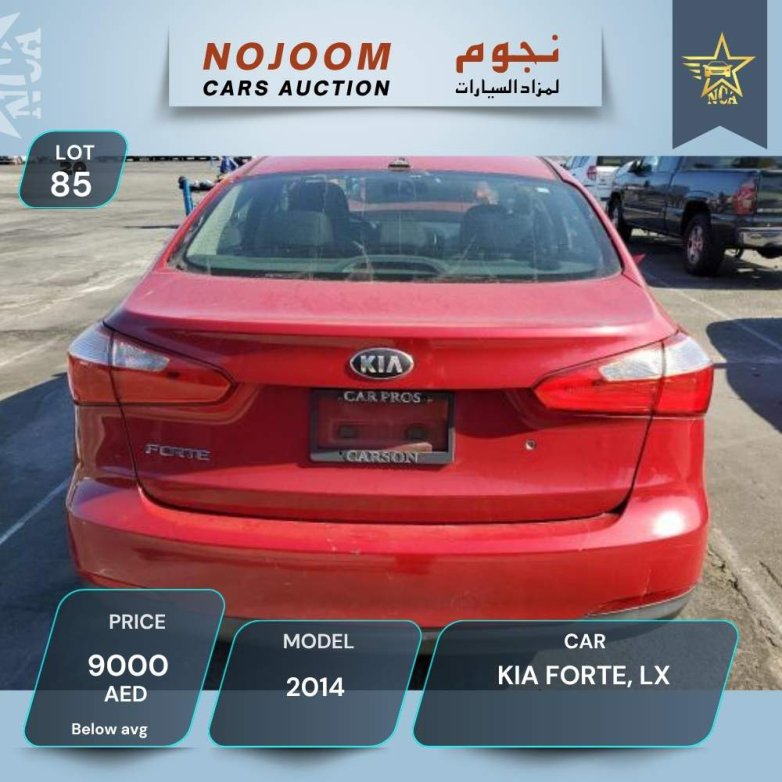 NOJOOM
CARS AUCTION
نجوم
لمزاد السيارات
NCA
NCA
LOT
85
KIA
CAR PROS
FORTE
CARSON
PRICE
9000
AED
Below avg
MODEL
2014
CAR
KIA FORTE, LX